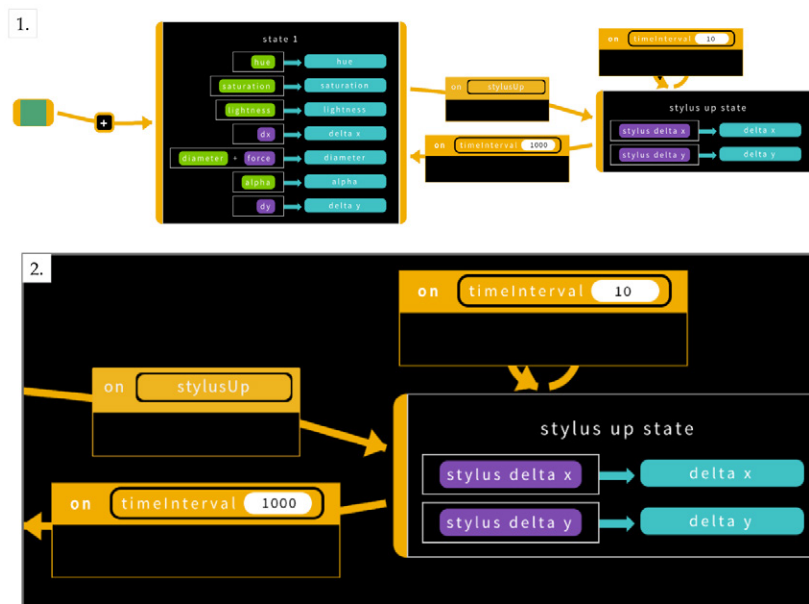 1.
state 1
hue hue
saturation saturation
lightness lightness
dx delta x
diameter + force diameter
alpha alpha
dy delta y
+
on stylusUp
on timeInterval 1000
on timeInterval 10
stylus up state
stylus delta x delta x
stylus delta y delta y
2.
on timeInterval 10
on stylusUp
on timeInterval 1000
stylus up state
stylus delta x delta x
stylus delta y delta y